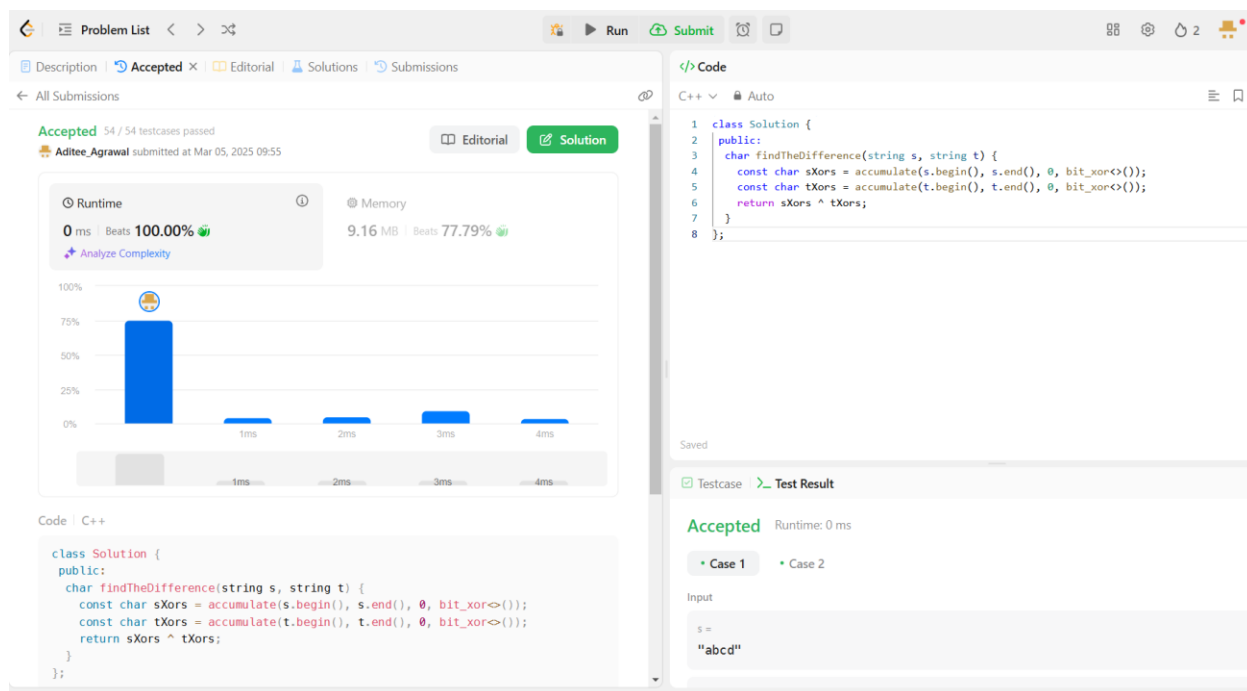 Problem List
Run
Submit
2
Description
Accepted
Editorial
Solutions
Submissions
All Submissions
Accepted 54 / 54 testcases passed
Aditee_Agrawal submitted at Mar 05, 2025 09:55
Editorial
Solution
Runtime
0 ms Beats 100.00%
Analyze Complexity
Memory
9.16 MB Beats 77.79%
100%
75%
50%
25%
0%
1ms 2ms 3ms 4ms
1ms 2ms 3ms 4ms
Code C++
class Solution {
 public:
  char findTheDifference(string s, string t) {
    const char sXors = accumulate(s.begin(), s.end(), 0, bit_xor<>());
    const char tXors = accumulate(t.begin(), t.end(), 0, bit_xor<>());
    return sXors ^ tXors;
  }
};
</> Code
C++ Auto
1 class Solution {
2  public:
3   char findTheDifference(string s, string t) {
4     const char sXors = accumulate(s.begin(), s.end(), 0, bit_xor<>());
5     const char tXors = accumulate(t.begin(), t.end(), 0, bit_xor<>());
6     return sXors ^ tXors;
7   }
8 };
Saved
Testcase
>_ Test Result
Accepted Runtime: 0 ms
• Case 1 • Case 2
Input
s =
"abcd"